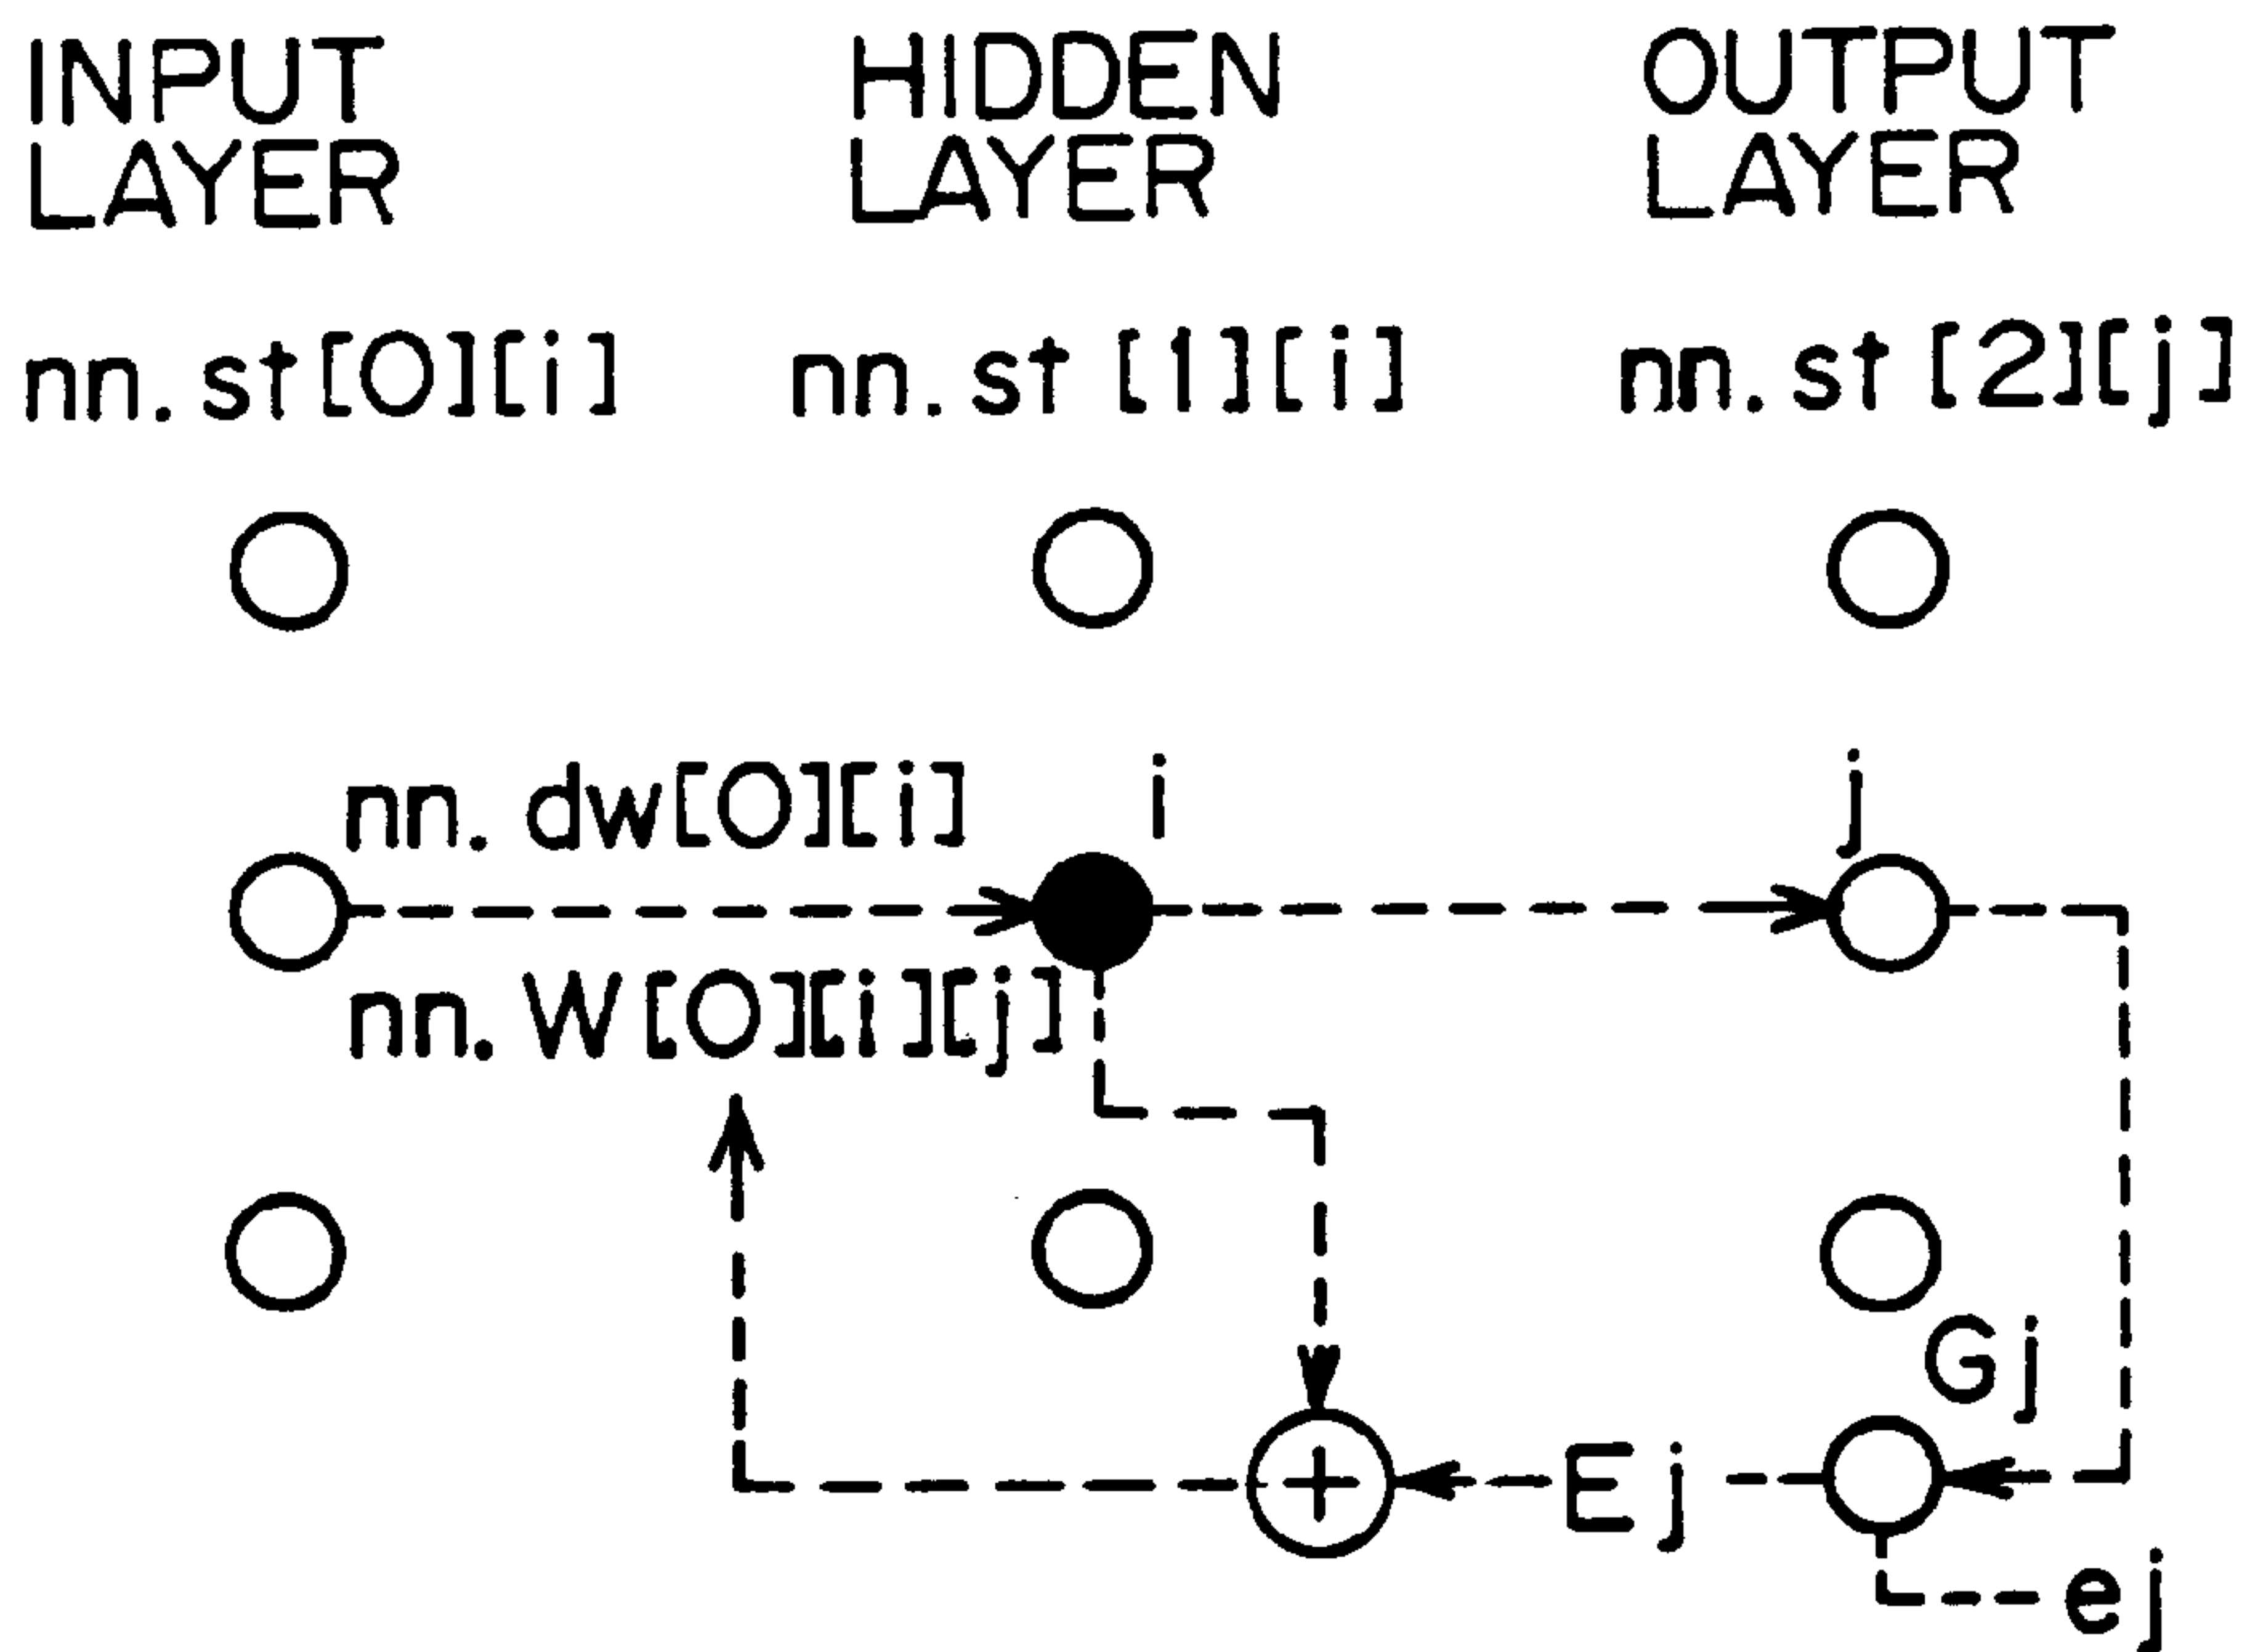 INPUT LAYER
HIDDEN LAYER
OUTPUT LAYER
nn.st[0][i]
nn.st[1][i]
nn.st[2][j]
nn.dw[0][i]
i
j
nn.W[0][i][j]
Gj
+
Ej
ej